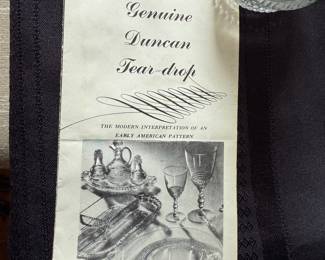 Genuine
Duncan
Tear-drop
THE MODERN INTERPRETATION OF AN
EARLY AMERICAN PATTERN